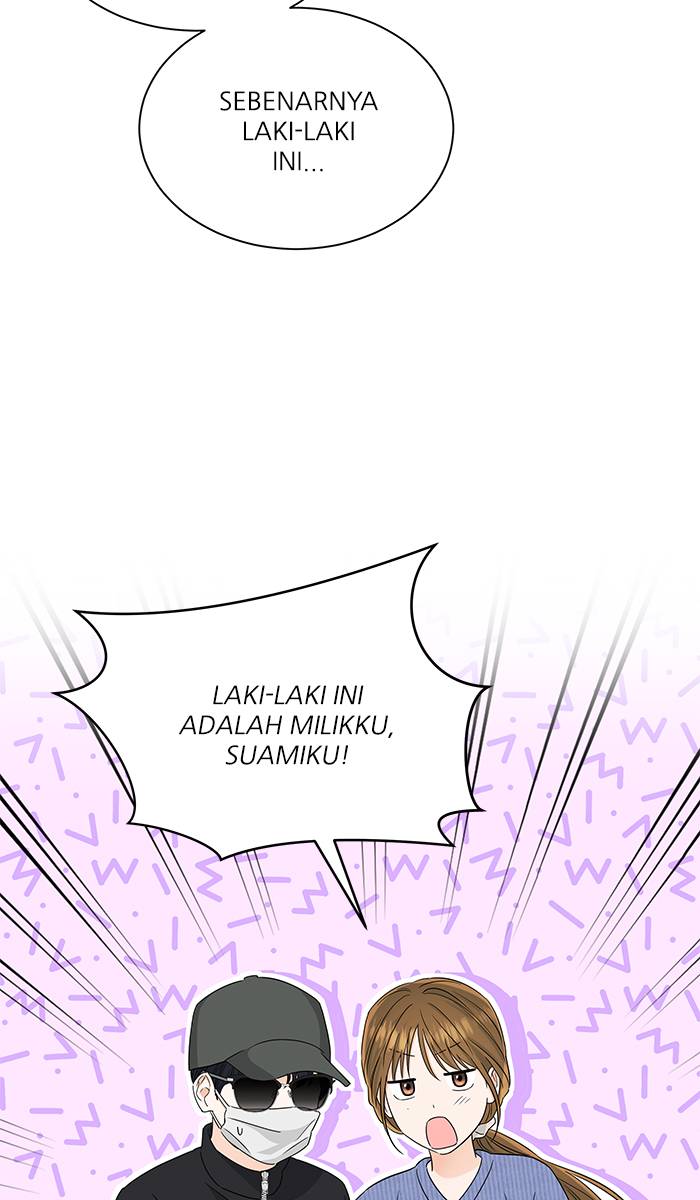 SEBENARNYA
LAKI-LAKI
INI...
LAKI-LAKI INI
ADALAH MILIKKU,
SUAMIKU!